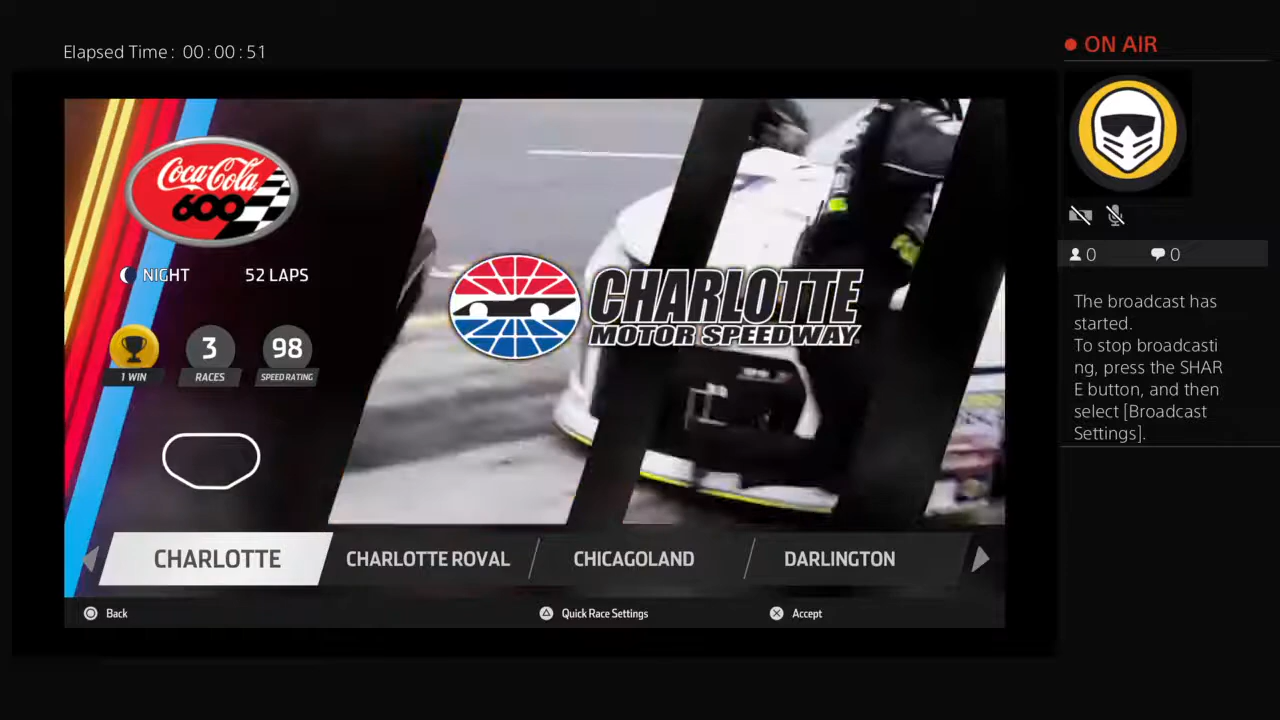 Elapsed Time: 00:00:51
ON AIR
Coca-Cola
600
NIGHT 52 LAPS
3 98
1 WIN RACES SPEED RATING
CHARLOTTE
MOTOR SPEEDWAY
CHARLOTTE CHARLOTTE ROVAL CHICAGOLAND DARLINGTON
Back Quick Race Settings Accept
0 0
The broadcast has
started.
To stop broadcasti
ng, press the SHAR
E button, and then
select [Broadcast
Settings].